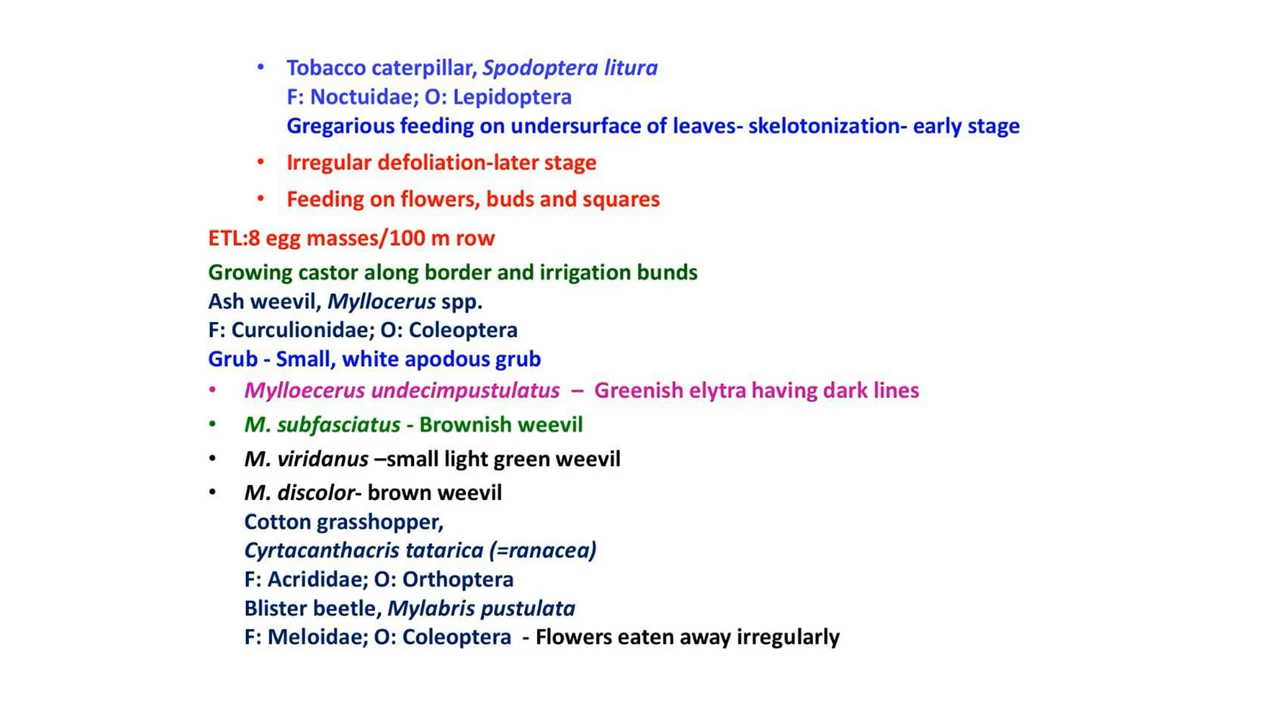 • Tobacco caterpillar, Spodoptera litura
F: Noctuidae; O: Lepidoptera
Gregarious feeding on undersurface of leaves- skelotonization- early stage
• Irregular defoliation-later stage
• Feeding on flowers, buds and squares
ETL:8 egg masses/100 m row
Growing castor along border and irrigation bunds
Ash weevil, Myllocerus spp.
F: Curculionidae; O: Coleoptera
Grub - Small, white apodous grub
• Mylloecerus undecimpustulatus – Greenish elytra having dark lines
• M. subfasciatus - Brownish weevil
• M. viridanus –small light green weevil
• M. discolor- brown weevil
Cotton grasshopper,
Cyrtacanthacris tatarica (=ranacea)
F: Acrididae; O: Orthoptera
Blister beetle, Mylabris pustulata
F: Meloidae; O: Coleoptera - Flowers eaten away irregularly